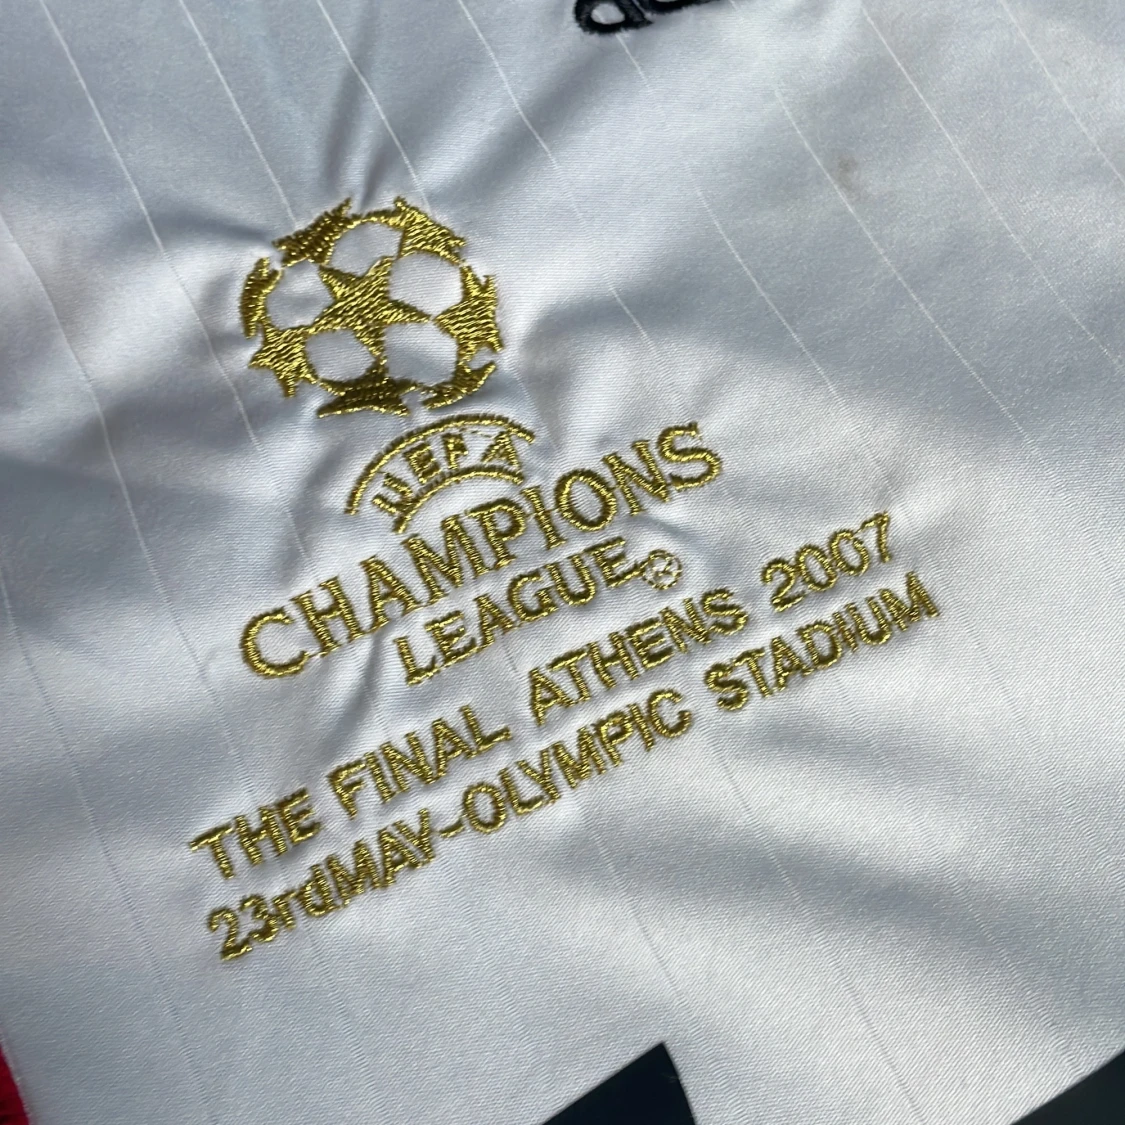 UEFA
CHAMPIONS
LEAGUE
THE FINAL ATHENS 2007
23rdMAY-OLYMPIC STADIUM